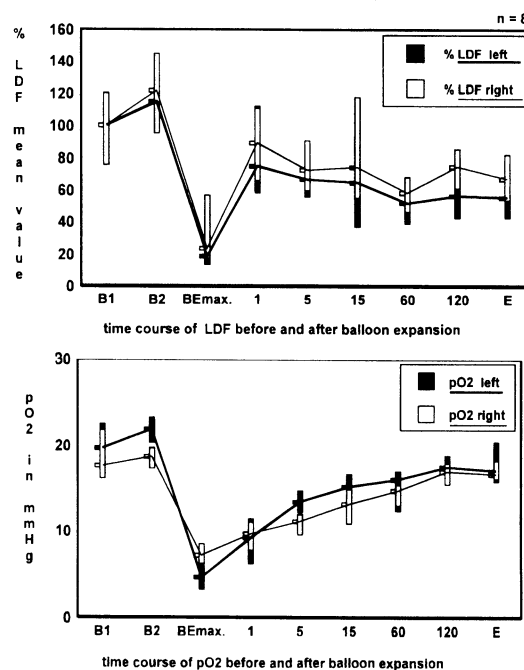 n = 8
% LDF mean value
160
140
120
100
80
60
40
20
0
% LDF left
% LDF right
B1 B2 BEmax. 1 5 15 60 120 E
time course of LDF before and after balloon expansion
pO2 in mmHg
30
20
10
0
pO2 left
pO2 right
B1 B2 BEmax. 1 5 15 60 120 E
time course of pO2 before and after balloon expansion